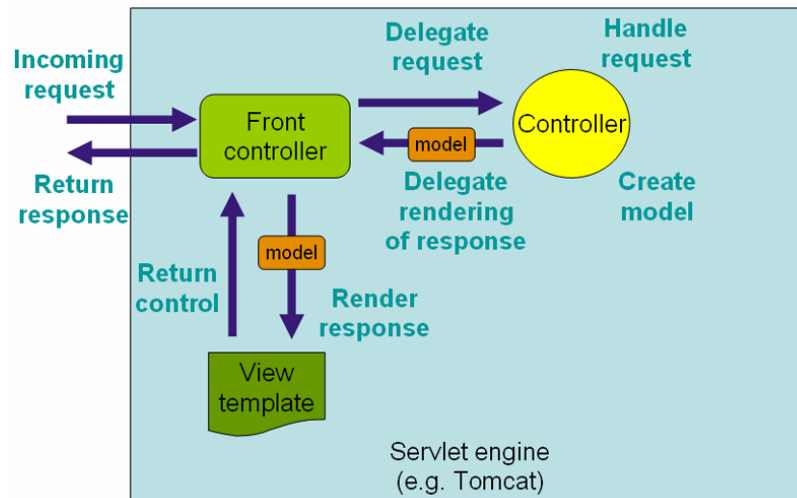 Incoming
request
Return
response
Front
controller
Delegate
request
Handle
request
Controller
model
Delegate
rendering
of response
Create
model
model
Return
control
Render
response
View
template
Servlet engine
(e.g. Tomcat)